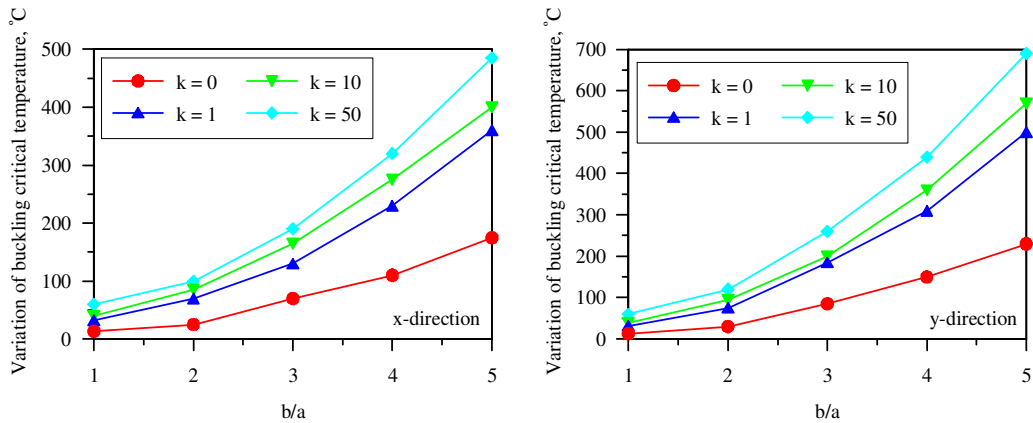 Variation of buckling critical temperature, °C
500
400
300
200
100
0
k = 0
k = 10
k = 1
k = 50
x-direction
1 2 3 4 5
b/a
Variation of buckling critical temperature, °C
700
600
500
400
300
200
100
0
k = 0
k = 10
k = 1
k = 50
y-direction
1 2 3 4 5
b/a